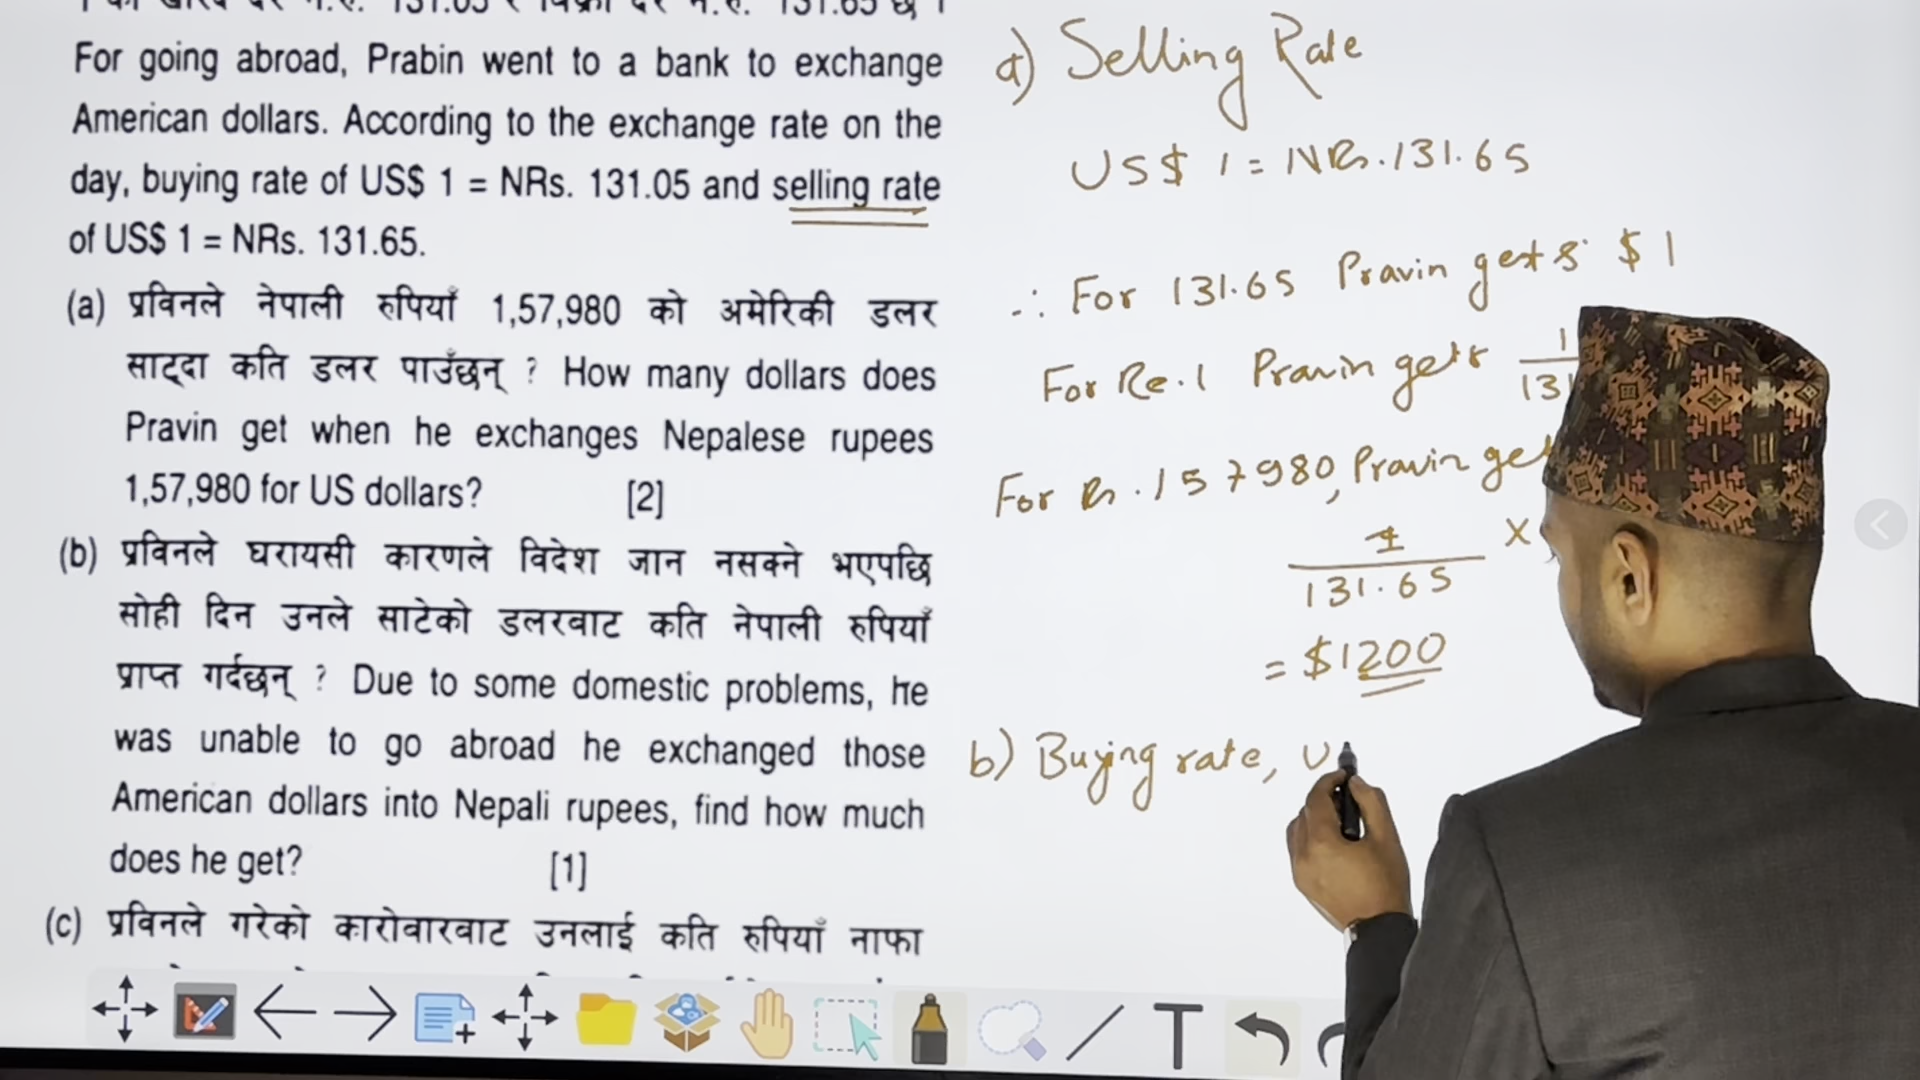 For going abroad, Prabin went to a bank to exchange
American dollars. According to the exchange rate on the
day, buying rate of US$ 1 = NRs. 131.05 and selling rate
of US$ 1 = NRs. 131.65.
(a) प्रविनले नेपाली रुपियाँ 1,57,980 को अमेरिकी डलर
साट्दा कति डलर पाउँछन् ? How many dollars does
Pravin get when he exchanges Nepalese rupees
1,57,980 for US dollars? [2]
(b) प्रविनले घरायसी कारणले विदेश जान नसक्ने भएपछि
सोही दिन उनले साटेको डलरबाट कति नेपाली रुपियाँ
प्राप्त गर्दछन् ? Due to some domestic problems, he
was unable to go abroad he exchanged those
American dollars into Nepali rupees, find how much
does he get? [1]
(c) प्रविनले गरेको कारोवारवाट उनलाई कति रुपियाँ नाफा
a) Selling Rate
US$ 1 = NRs. 131.65
∴ For 131.65 Pravin gets $ 1
For Re. 1 Pravin gets 1
131
For Rs. 157980, Pravin get
1 ×
131.65
= $1200
b) Buying rate, U
T